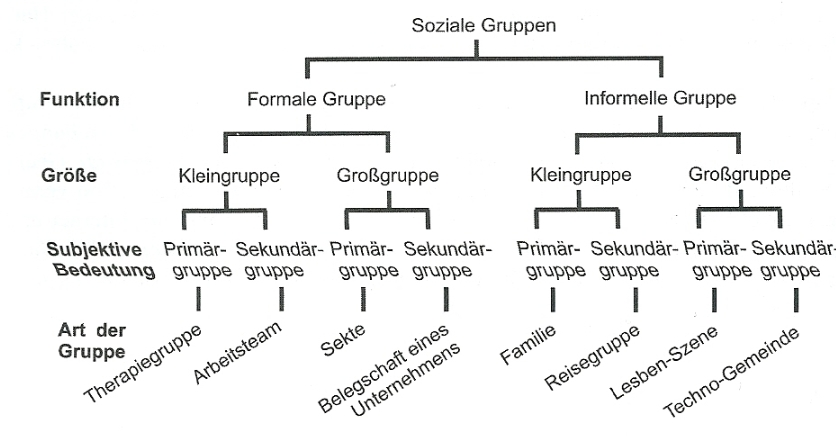 Soziale Gruppen
Funktion
Formale Gruppe
Informelle Gruppe
Größe
Kleingruppe
Großgruppe
Kleingruppe
Großgruppe
Subjektive
Bedeutung
Primär-
gruppe
Sekundär-
gruppe
Primär-
gruppe
Sekundär-
gruppe
Primär-
gruppe
Sekundär-
gruppe
Primär-
gruppe
Sekundär-
gruppe
Art der
Gruppe
Therapiegruppe
Arbeitsteam
Sekte
Belegschaft eines
Unternehmens
Familie
Reisegruppe
Lesben-Szene
Techno-Gemeinde